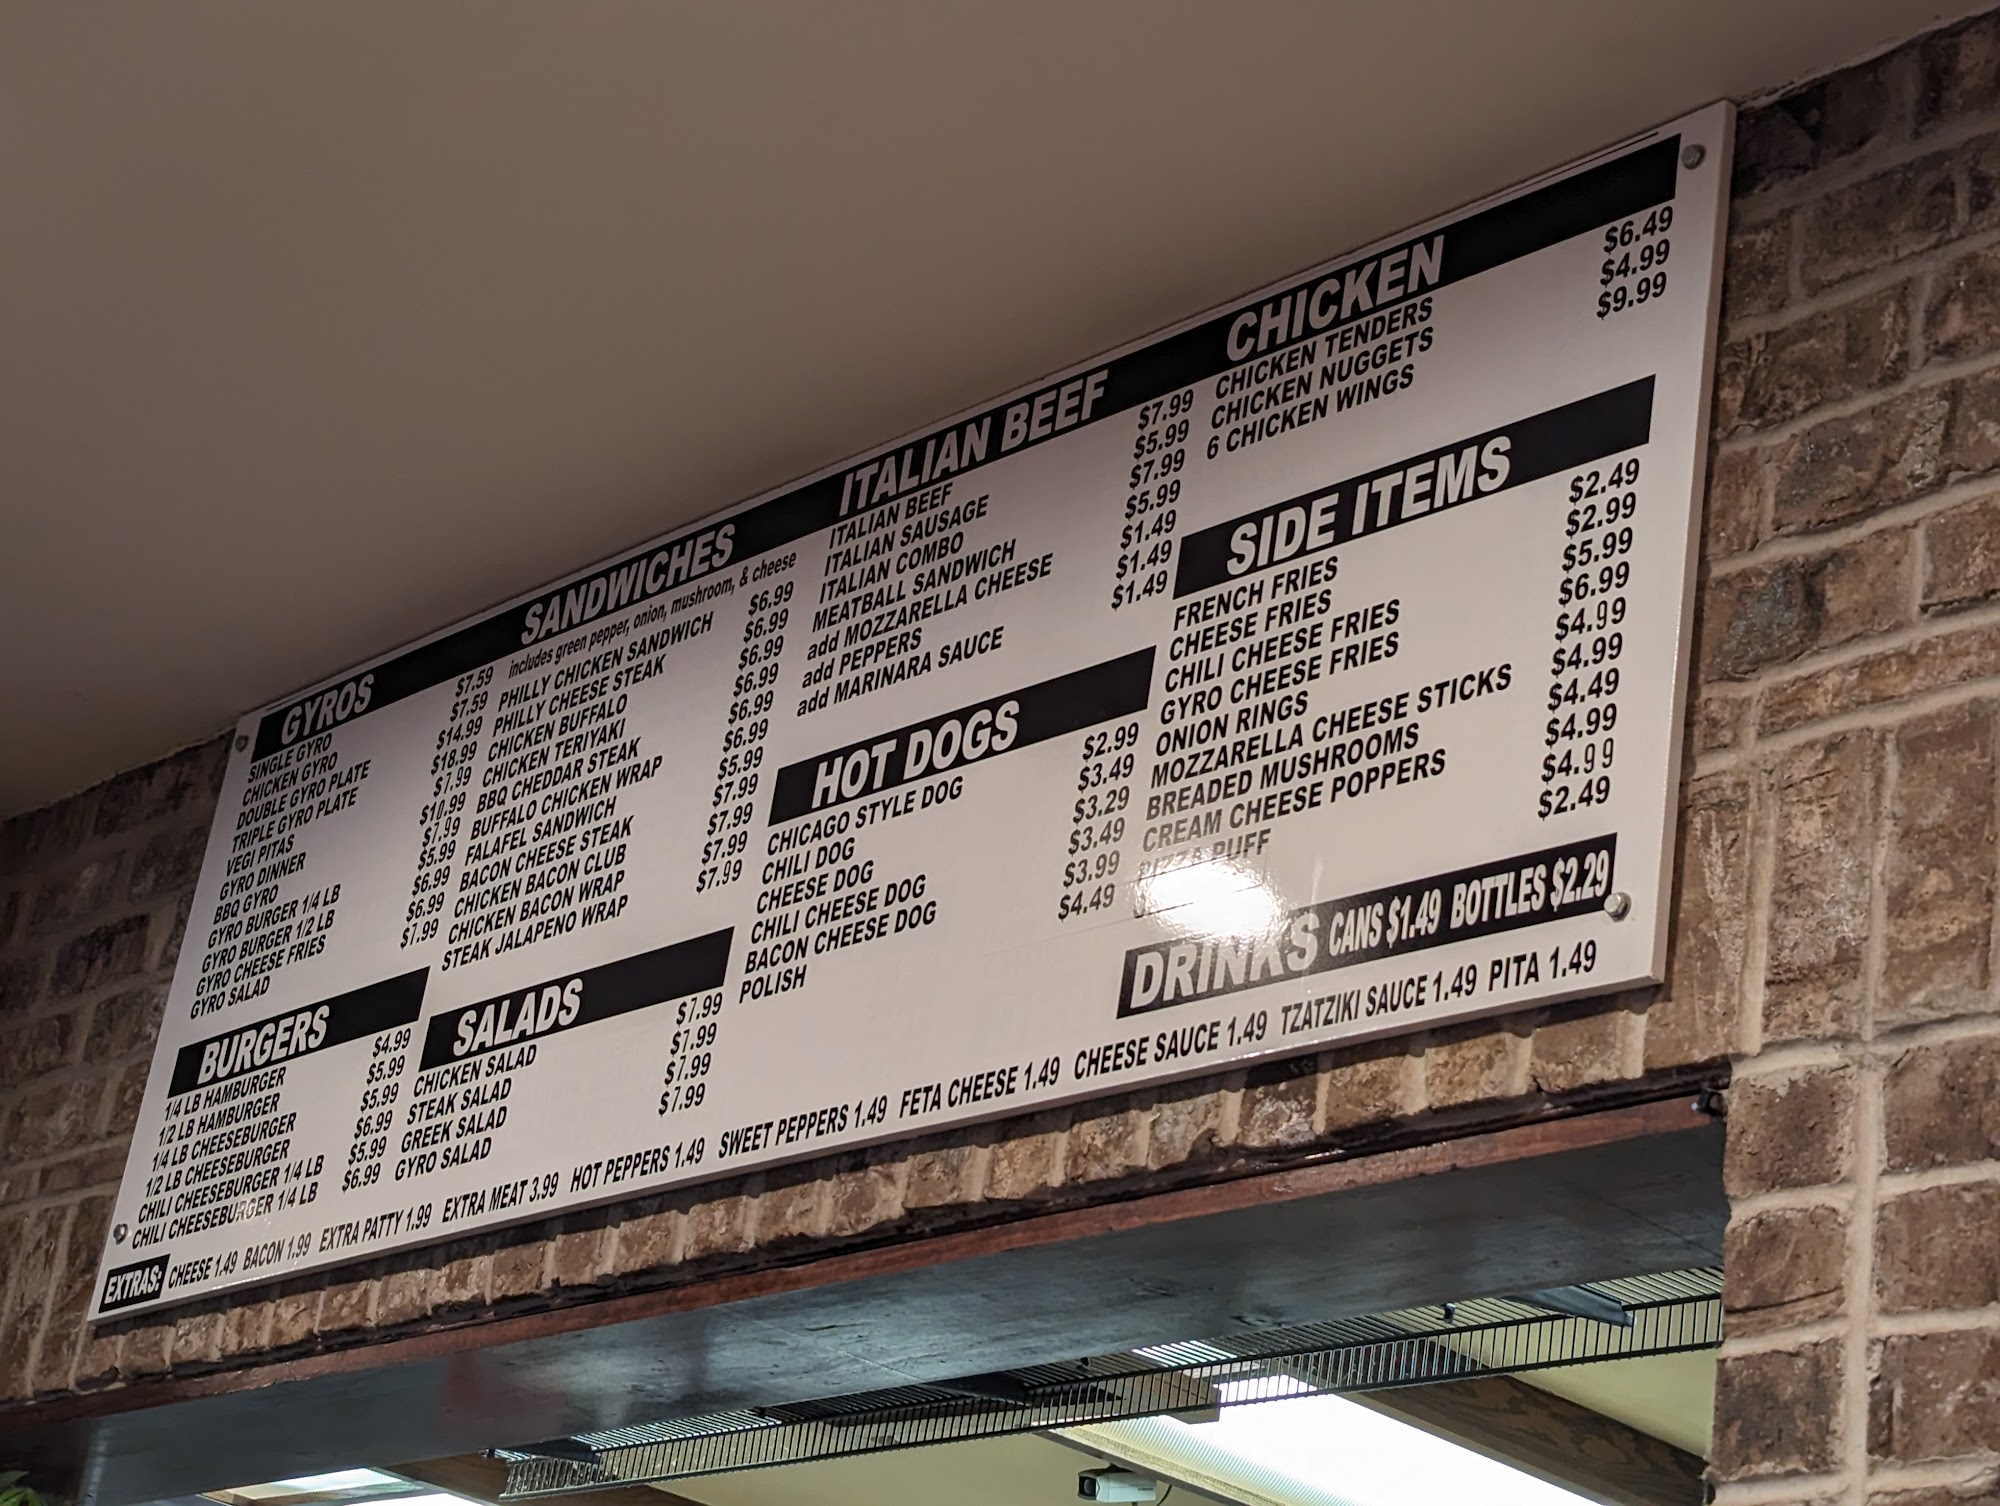 GYROS
SINGLE GYRO $7.59
CHICKEN GYRO $7.59
DOUBLE GYRO PLATE $14.99
TRIPLE GYRO PLATE $18.99
VEGI PITAS $7.99
GYRO DINNER $10.99
BBQ GYRO $7.99
GYRO BURGER 1/4 LB $5.99
GYRO BURGER 1/2 LB $6.99
GYRO CHEESE FRIES $6.99
GYRO SALAD $7.99
BURGERS
1/4 LB HAMBURGER $4.99
1/2 LB HAMBURGER $5.99
1/4 LB CHEESEBURGER $5.99
1/2 LB CHEESEBURGER $6.99
CHILI CHEESEBURGER 1/4 LB $5.99
CHILI CHEESEBURGER 1/4 LB $6.99
SANDWICHES
includes green pepper, onion, mushroom, & cheese
PHILLY CHICKEN SANDWICH $6.99
PHILLY CHEESE STEAK $6.99
CHICKEN BUFFALO $6.99
CHICKEN TERIYAKI $6.99
BBQ CHEDDAR STEAK $6.99
BUFFALO CHICKEN WRAP $6.99
FALAFEL SANDWICH $5.99
BACON CHEESE STEAK $7.99
CHICKEN BACON CLUB $7.99
CHICKEN BACON WRAP $7.99
STEAK JALAPENO WRAP $7.99
SALADS
CHICKEN SALAD $7.99
STEAK SALAD $7.99
GREEK SALAD $7.99
GYRO SALAD $7.99
ITALIAN BEEF
ITALIAN BEEF $7.99
ITALIAN SAUSAGE $5.99
ITALIAN COMBO $7.99
MEATBALL SANDWICH $5.99
add MOZZARELLA CHEESE $1.49
add PEPPERS $1.49
add MARINARA SAUCE $1.49
HOT DOGS
CHICAGO STYLE DOG $2.99
CHILI DOG $3.49
CHEESE DOG $3.29
CHILI CHEESE DOG $3.49
BACON CHEESE DOG $3.99
POLISH $4.49
CHICKEN
CHICKEN TENDERS $6.49
CHICKEN NUGGETS $4.99
6 CHICKEN WINGS $9.99
SIDE ITEMS
FRENCH FRIES $2.49
CHEESE FRIES $2.99
CHILI CHEESE FRIES $5.99
GYRO CHEESE FRIES $6.99
ONION RINGS $4.99
MOZZARELLA CHEESE STICKS $4.99
BREADED MUSHROOMS $4.49
CREAM CHEESE POPPERS $4.99
PIZZA PUFF $4.99
$2.49
DRINKS CANS $1.49 BOTTLES $2.29
EXTRAS: CHEESE 1.49 BACON 1.99 EXTRA PATTY 1.99 EXTRA MEAT 3.99 HOT PEPPERS 1.49 SWEET PEPPERS 1.49 FETA CHEESE 1.49 CHEESE SAUCE 1.49 TZATZIKI SAUCE 1.49 PITA 1.49